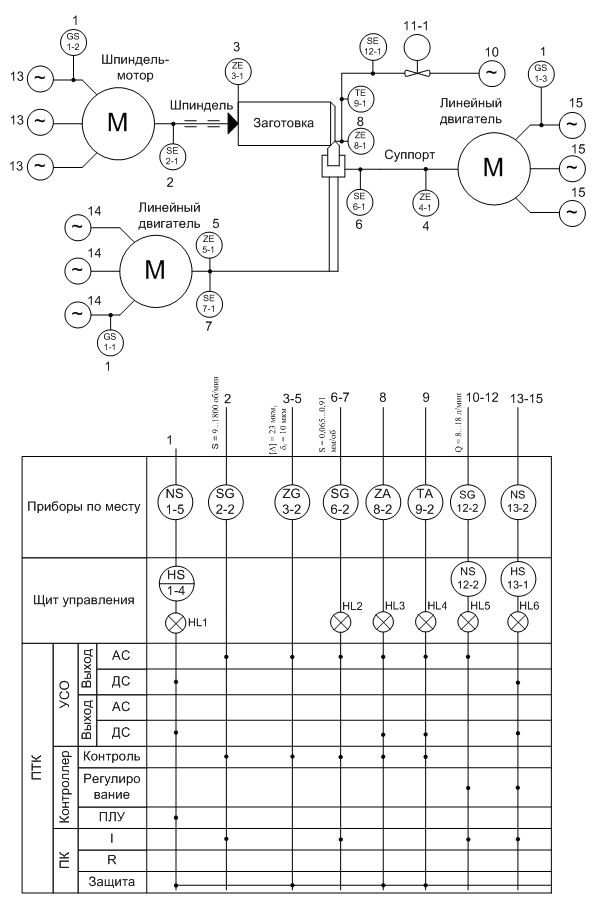 1
GS
1-2
Шпиндель-
мотор
13
~
13
~
13
~
M
Шпиндель
SE
2-1
2
3
ZE
3-1
Заготовка
SE
12-1
11-1
10
~
TE
9-1
8
ZE
8-1
1
GS
1-3
Линейный
двигатель
15
~
15
~
15
~
M
Суппорт
SE
6-1
6
ZE
4-1
4
Линейный
двигатель
14
~
14
~
14
~
M
GS
1-1
1
5
ZE
5-1
SE
7-1
7
1
S = 9...1800 об/мин
2
[Δ] = 23 мкм,
δ, = 10 мкм
3-5
S = 0,065...0,91
мм/об
6-7
8
9
Q = 8...18 л/мин
10-12
13-15
Приборы по месту
NS
1-5
SG
2-2
ZG
3-2
SG
6-2
ZA
8-2
TA
9-2
SG
12-2
NS
13-2
Щит управления
HS
1-4
HL1
HL2
HL3
HL4
NS
12-2
HL5
HS
13-1
HL6
ПТК
УСО
Выход
АС
ДС
Выход
АС
ДС
Контроллер
Контроль
Регулиро
вание
ПЛУ
ПК
I
R
Защита